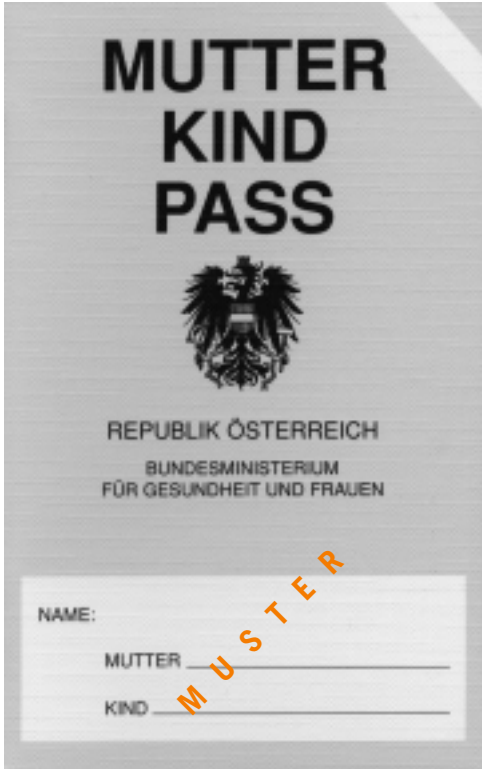 MUTTER
KIND
PASS
REPUBLIK ÖSTERREICH
BUNDESMINISTERIUM
FÜR GESUNDHEIT UND FRAUEN
MUSTER
NAME:
MUTTER
KIND